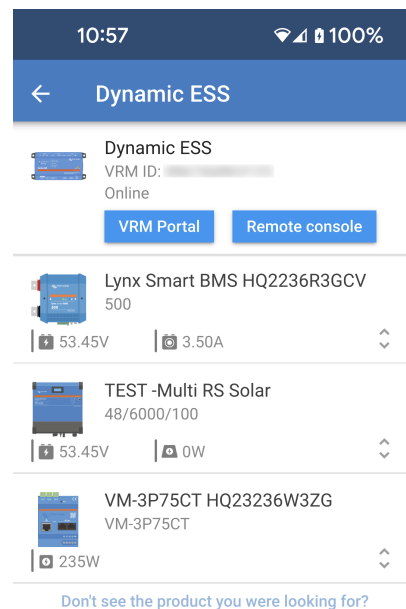 10:57
100%
Dynamic ESS
Dynamic ESS
VRM ID:
Online
VRM Portal
Remote console
Lynx Smart BMS HQ2236R3GCV
500
53.45V
3.50A
TEST -Multi RS Solar
48/6000/100
53.45V
0W
VM-3P75CT HQ23236W3ZG
VM-3P75CT
235W
Don't see the product you were looking for?